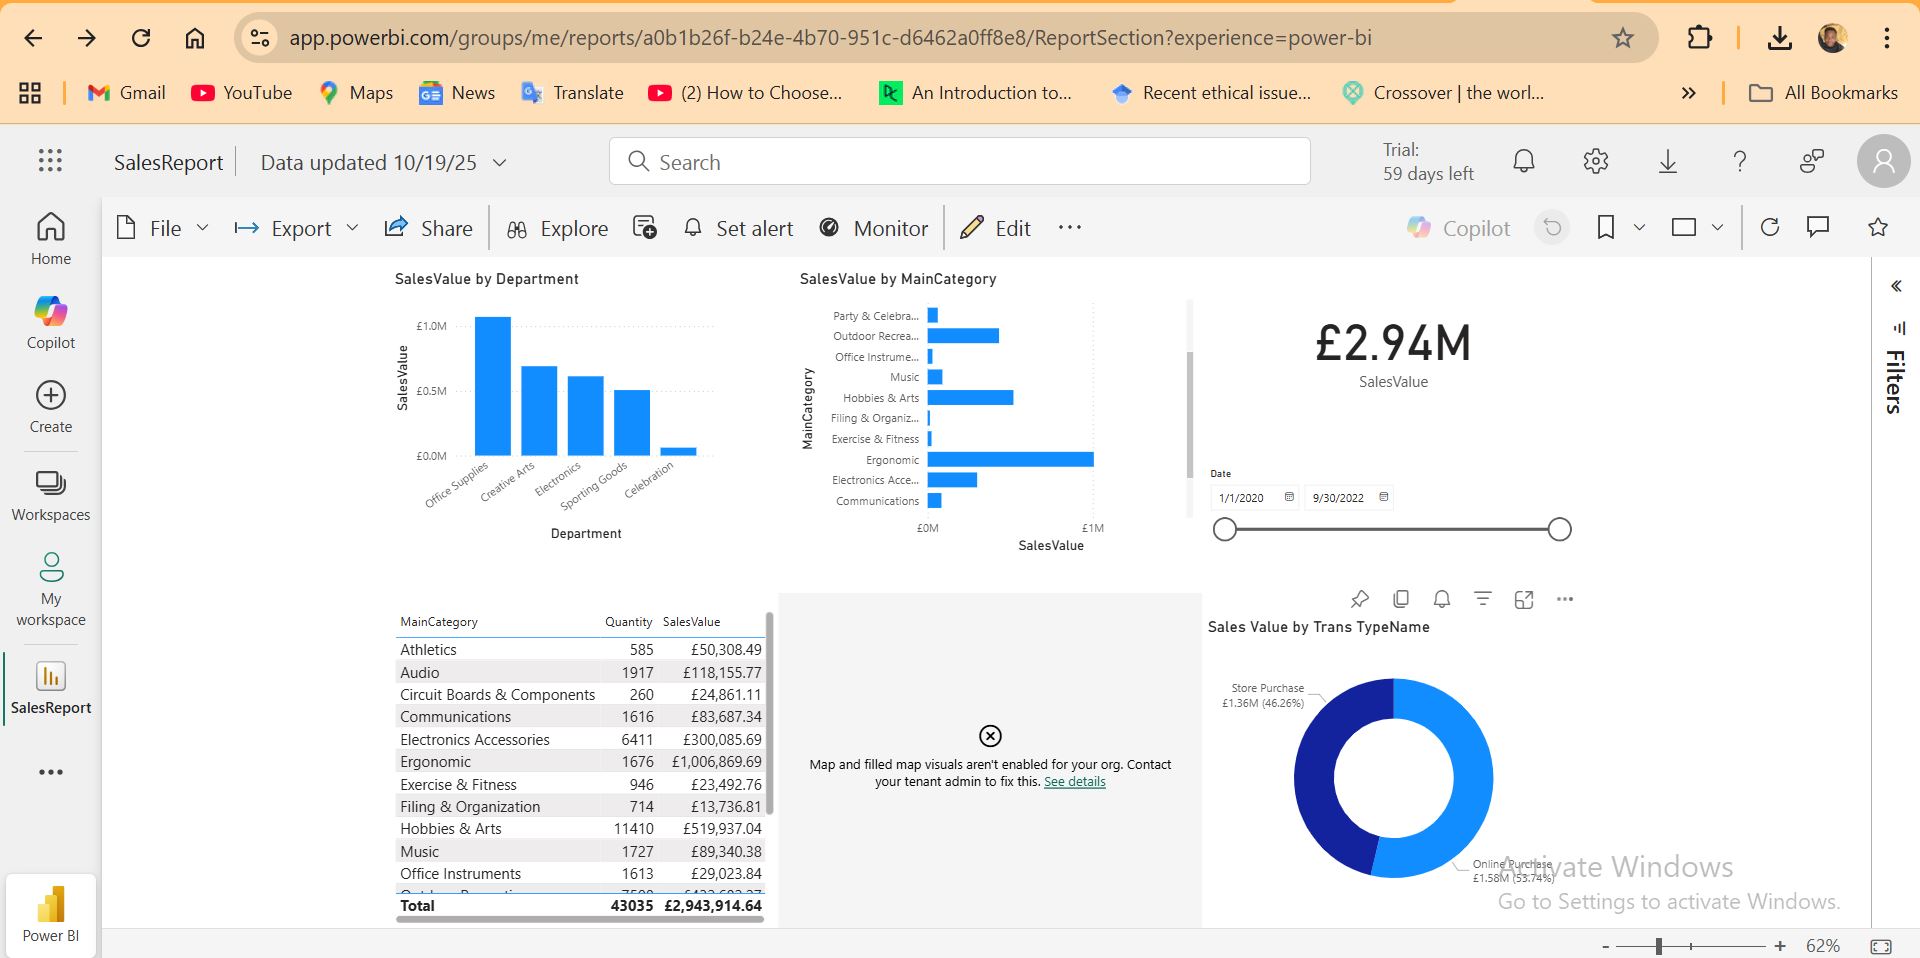 app.powerbi.com/groups/me/reports/a0b1b26f-b24e-4b70-951c-d6462a0ff8e8/ReportSection?experience=power-bi
Gmail
YouTube
Maps
News
Translate
(2) How to Choose...
An Introduction to...
Recent ethical issue...
Crossover | the worl...
All Bookmarks
SalesReport
Data updated 10/19/25
Search
Trial:
59 days left
File
Export
Share
Explore
Set alert
Monitor
Edit
Copilot
Home
Copilot
Create
Workspaces
My
workspace
SalesReport
Power BI
SalesValue by Department
SalesValue
£1.0M
£0.5M
£0.0M
Office Supplies
Creative Arts
Electronics
Sporting Goods
Celebration
Department
SalesValue by MainCategory
MainCategory
Party & Celebra...
Outdoor Recrea...
Office Instrume...
Music
Hobbies & Arts
Filing & Organiz...
Exercise & Fitness
Ergonomic
Electronics Acce...
Communications
£0M
£1M
SalesValue
£2.94M
SalesValue
Date
1/1/2020
9/30/2022
Filters
MainCategory Quantity SalesValue
Athletics 585 £50,308.49
Audio 1917 £118,155.77
Circuit Boards & Components 260 £24,861.11
Communications 1616 £83,687.34
Electronics Accessories 6411 £300,085.69
Ergonomic 1676 £1,006,869.69
Exercise & Fitness 946 £23,492.76
Filing & Organization 714 £13,736.81
Hobbies & Arts 11410 £519,937.04
Music 1727 £89,340.38
Office Instruments 1613 £29,023.84
Total 43035 £2,943,914.64
Map and filled map visuals aren't enabled for your org. Contact
your tenant admin to fix this. See details
Sales Value by Trans TypeName
Store Purchase
£1.36M (46.26%)
Online Purchase
£1.58M (53.74%)
Activate Windows
Go to Settings to activate Windows.
62%